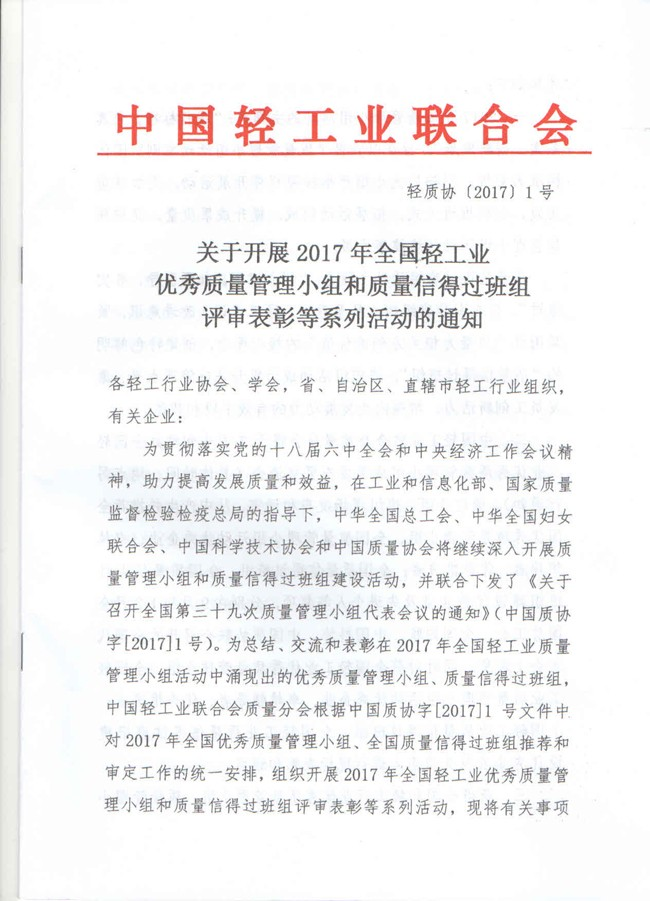 中国轻工业联合会
轻质协〔2017〕1号
关于开展 2017 年全国轻工业
优秀质量管理小组和质量信得过班组
评审表彰等系列活动的通知
各轻工行业协会、学会，省、自治区、直辖市轻工行业组织，
有关企业：
为贯彻落实党的十八届六中全会和中央经济工作会议精
神，助力提高发展质量和效益，在工业和信息化部、国家质量
监督检验检疫总局的指导下，中华全国总工会、中华全国妇女
联合会、中国科学技术协会和中国质量协会将继续深入开展质
量管理小组和质量信得过班组建设活动，并联合下发了《关于
召开全国第三十九次质量管理小组代表会议的通知》（中国质协
字[2017]1 号）。为总结、交流和表彰在 2017 年全国轻工业质量
管理小组活动中涌现出的优秀质量管理小组、质量信得过班组，
中国轻工业联合会质量分会根据中国质协字[2017]1 号文件中
对 2017 年全国优秀质量管理小组、全国质量信得过班组推荐和
审定工作的统一安排，组织开展 2017 年全国轻工业优秀质量管
理小组和质量信得过班组评审表彰等系列活动，现将有关事项